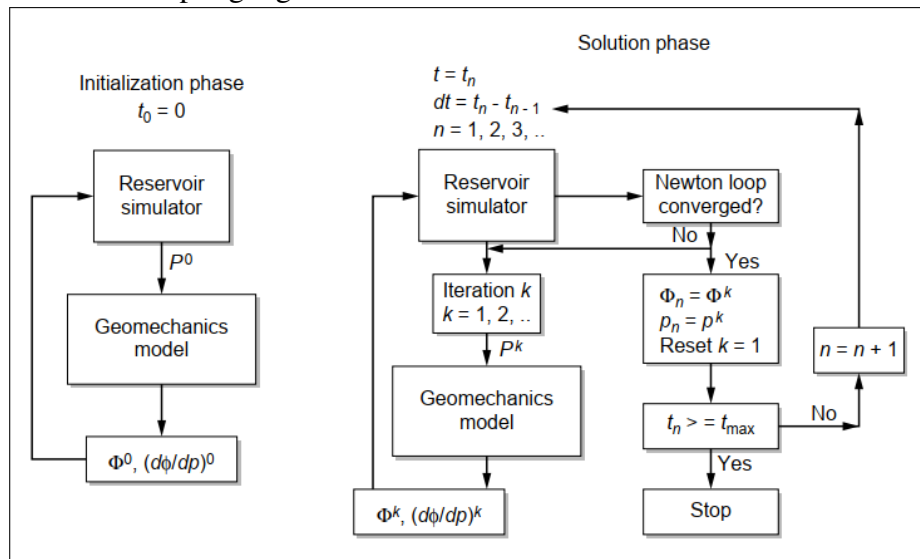 Initialization phase
t₀ = 0
Reservoir
simulator
P⁰
Geomechanics
model
Φ⁰, (dϕ/dp)⁰
Solution phase
t = tₙ
dt = tₙ - tₙ₋₁
n = 1, 2, 3, ..
Reservoir
simulator
Newton loop
converged?
No
Yes
Iteration k
k = 1, 2, ..
Pᵏ
Geomechanics
model
Φᵏ, (dϕ/dp)ᵏ
Φₙ = Φᵏ
pₙ = pᵏ
Reset k = 1
n = n + 1
tₙ > = tₘₐₓ
No
Yes
Stop